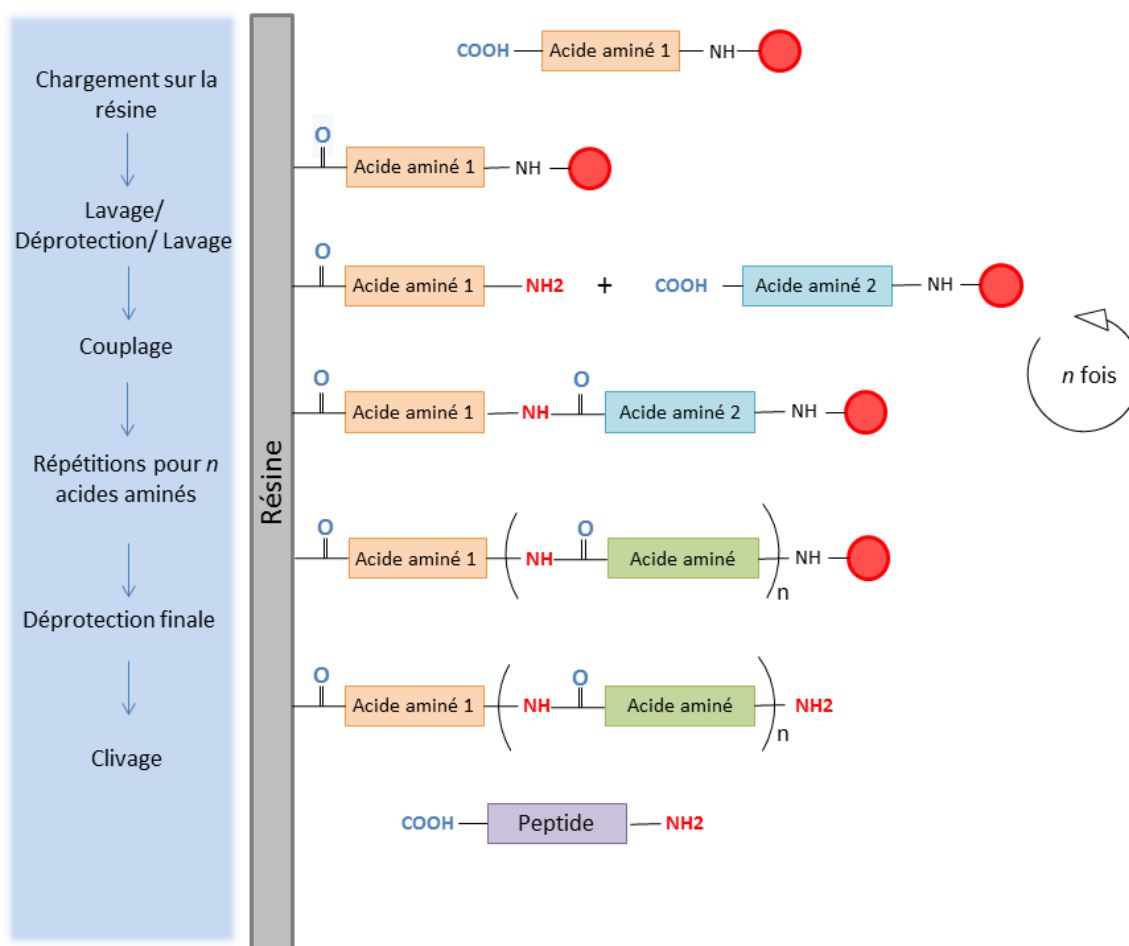 COOH Acide aminé 1 NH
Chargement sur la
résine
O
Acide aminé 1 NH
Lavage/
Déprotection/ Lavage
O
Acide aminé 1 NH2 + COOH Acide aminé 2 NH
Couplage
n fois
O O
Acide aminé 1 NH Acide aminé 2 NH
Répétitions pour n
acides aminés
Résine
O O
Acide aminé 1 NH Acide aminé NH
n
Déprotection finale
O O
Acide aminé 1 NH Acide aminé NH2
n
Clivage
COOH Peptide NH2